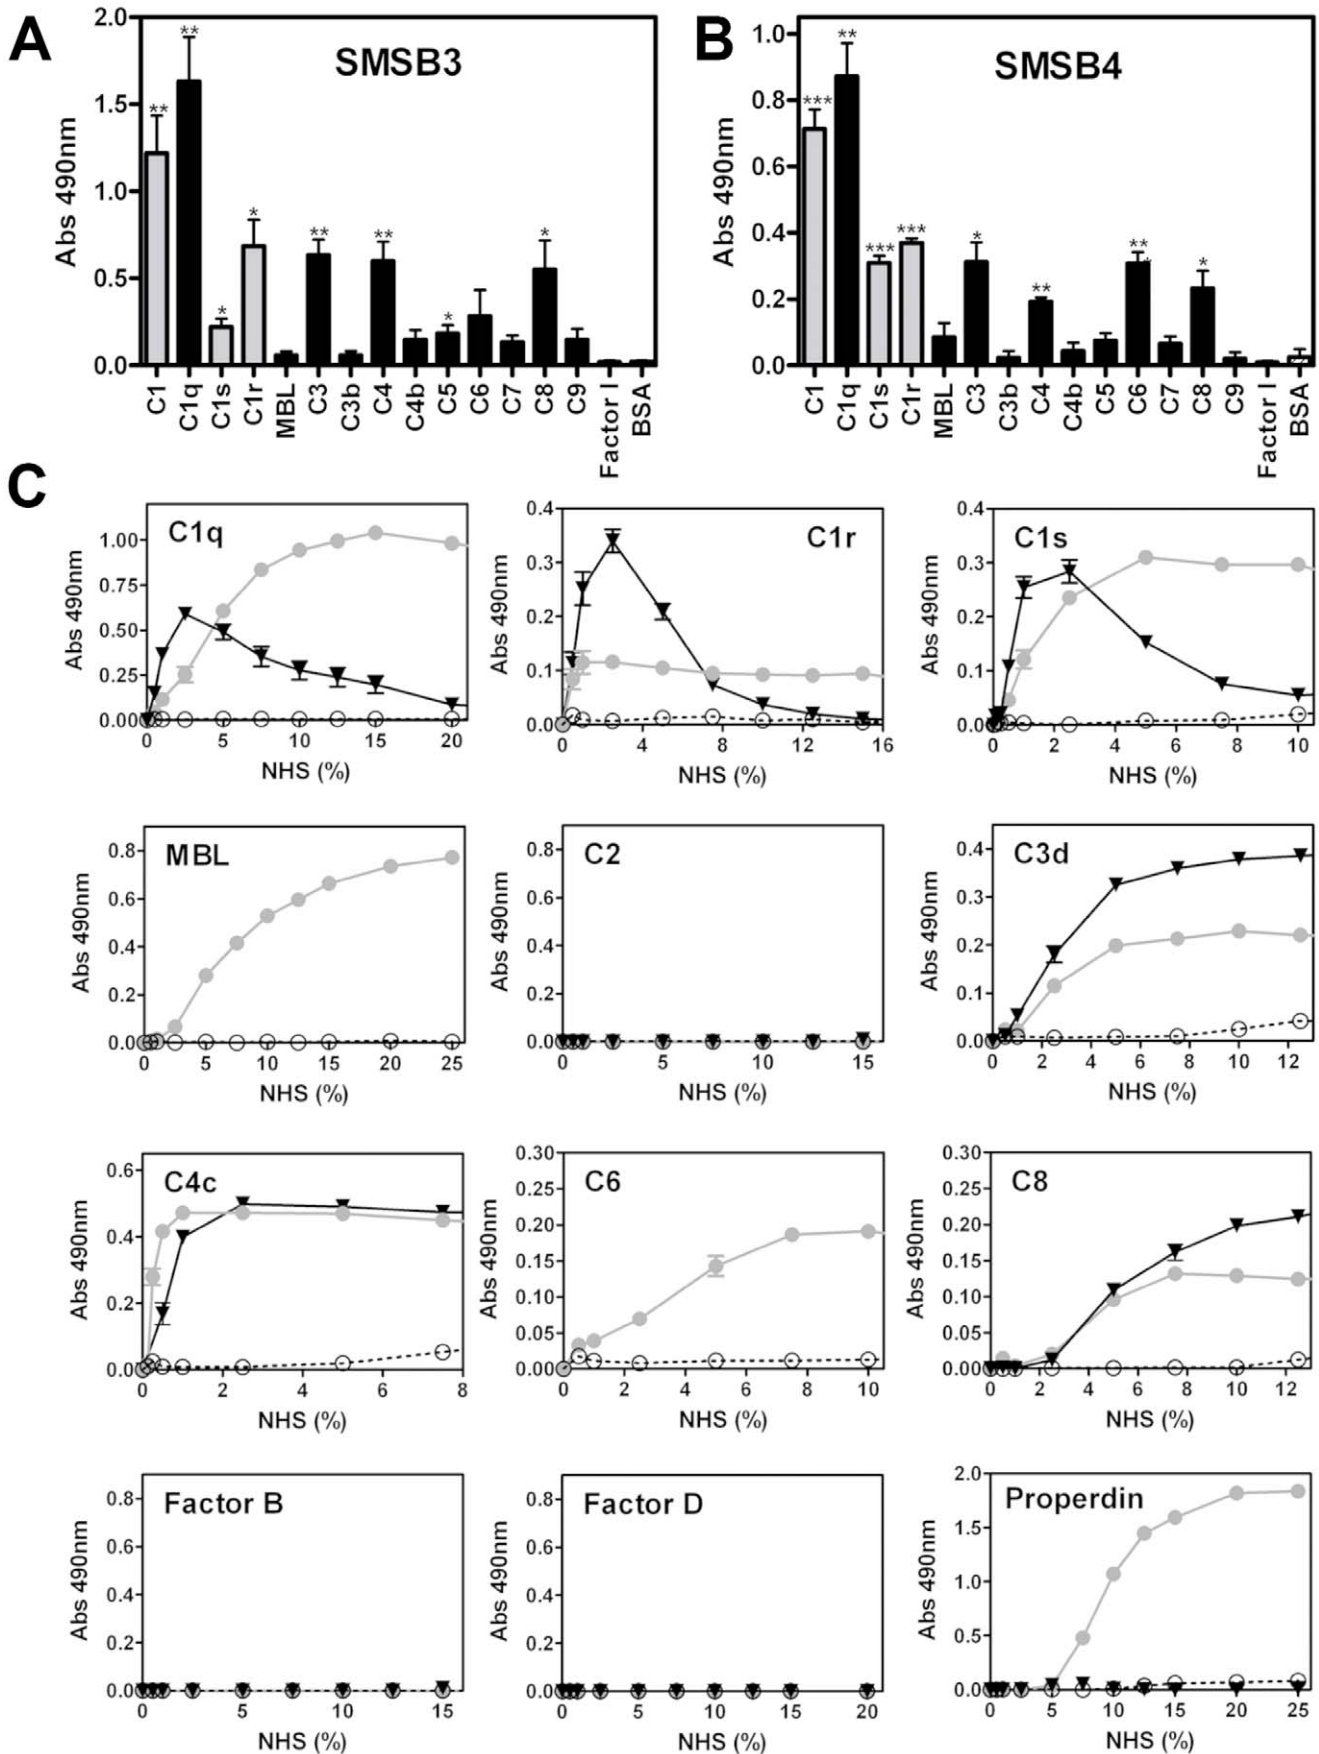 A
SMSB3
Abs 490nm
2.0
1.5
1.0
0.5
0.0
** ** * * ** ** * *
C1 C1q C1s C1r MBL C3 C3b C4 C4b C5 C6 C7 C8 C9 Factor I BSA
B
SMSB4
Abs 490nm
1.0
0.8
0.6
0.4
0.2
0.0
*** ** *** *** * ** ** *
C1 C1q C1s C1r MBL C3 C3b C4 C4b C5 C6 C7 C8 C9 Factor I BSA
C
C1q
Abs 490nm
1.00
0.75
0.50
0.25
0.00
0 5 10 15 20
NHS (%)
C1r
Abs 490nm
0.4
0.3
0.2
0.1
0.0
0 4 8 12 16
NHS (%)
C1s
Abs 490nm
0.4
0.3
0.2
0.1
0.0
0 2 4 6 8 10
NHS (%)
MBL
Abs 490nm
0.8
0.6
0.4
0.2
0.0
0 5 10 15 20 25
NHS (%)
C2
Abs 490nm
0.8
0.6
0.4
0.2
0.0
0 5 10 15
NHS (%)
C3d
Abs 490nm
0.4
0.3
0.2
0.1
0.0
0 2 4 6 8 10 12
NHS (%)
C4c
Abs 490nm
0.6
0.4
0.2
0.0
0 2 4 6 8
NHS (%)
C6
Abs 490nm
0.30
0.25
0.20
0.15
0.10
0.05
0.00
0 2 4 6 8 10
NHS (%)
C8
Abs 490nm
0.30
0.25
0.20
0.15
0.10
0.05
0.00
0 2 4 6 8 10 12
NHS (%)
Factor B
Abs 490nm
0.8
0.6
0.4
0.2
0.0
0 5 10 15
NHS (%)
Factor D
Abs 490nm
0.8
0.6
0.4
0.2
0.0
0 5 10 15 20
NHS (%)
Properdin
Abs 490nm
2.0
1.5
1.0
0.5
0.0
0 5 10 15 20 25
NHS (%)